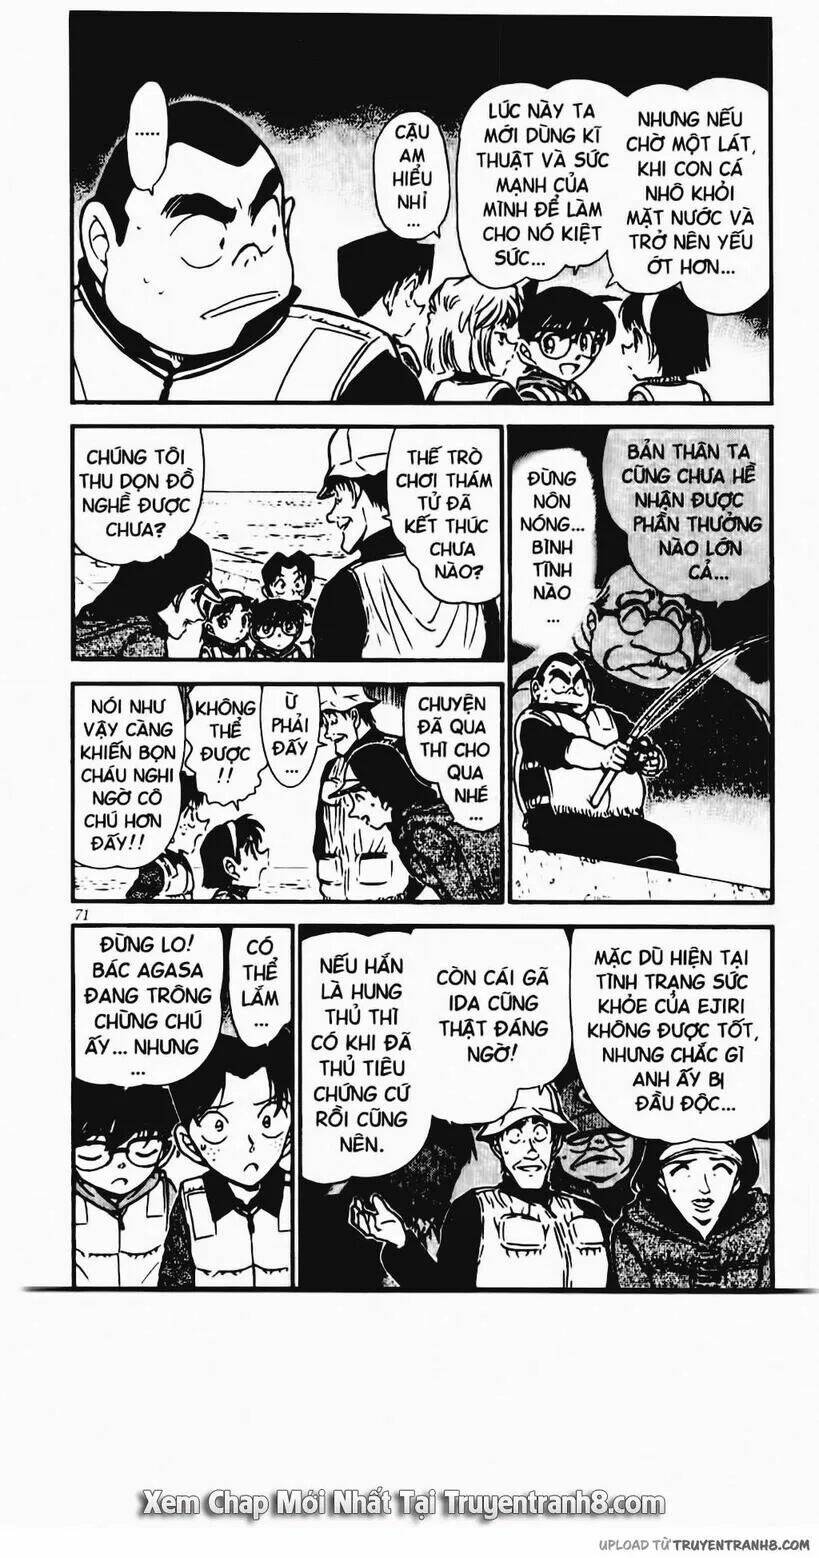 NHƯNG NẾU
CHỜ MỘT LÁT,
KHI CON CÁ
NHÔ KHỎI
MẶT NƯỚC VÀ
TRỞ NÊN YẾU
ỚT HƠN...
LÚC NÀY TA
MỚI DÙNG KĨ
THUẬT VÀ SỨC
MẠNH CỦA
MÌNH ĐỂ LÀM
CHO NÓ KIỆT
SỨC...
CẬU
AM
HIỂU
NHỈ
...
.....
BẢN THÂN TA
CŨNG CHƯA HỀ
NHẬN ĐƯỢC
PHẦN THƯỞNG
NÀO LỚN
CẢ...
ĐỪNG
NÔN
NÓNG...
BÌNH
TĨNH
NÀO
...
THẾ TRÒ
CHƠI THÁM
TỬ ĐÃ
KẾT THÚC
CHƯA
NÀO?
CHÚNG TÔI
THU DỌN ĐỒ
NGHỀ ĐƯỢC
CHƯA?
CHUYỆN
ĐÃ QUA
THÌ CHO
QUA
NHÉ
...
Ừ
PHẢI
ĐẤY
...
KHÔNG
THỂ
ĐƯỢC
!!
NÓI NHƯ
VẬY CÀNG
KHIẾN BỌN
CHÁU NGHI
NGỜ CÔ
CHÚ HƠN
ĐẤY!!
71
MẶC DÙ HIỆN TẠI
TÌNH TRẠNG SỨC
KHỎE CỦA EJIRI
KHÔNG ĐƯỢC TỐT,
NHƯNG CHẮC GÌ
ANH ẤY BỊ
ĐẦU ĐỘC...
CÒN CÁI GÃ
IDA CŨNG
THẬT ĐÁNG
NGỜ!
NẾU HẮN
LÀ HUNG
THỦ THÌ
CÓ KHI ĐÃ
THỦ TIÊU
CHỨNG CỨ
RỒI CŨNG
NÊN.
CÓ
THỂ
LẮM
...
ĐỪNG LO!
BÁC AGASA
ĐANG TRÔNG
CHỪNG CHÚ
ẤY... NHƯNG
...
Xem Chap Mới Nhất Tại Truyentranh8.com
UPLOAD TỪ TRUYENTRANH8.COM